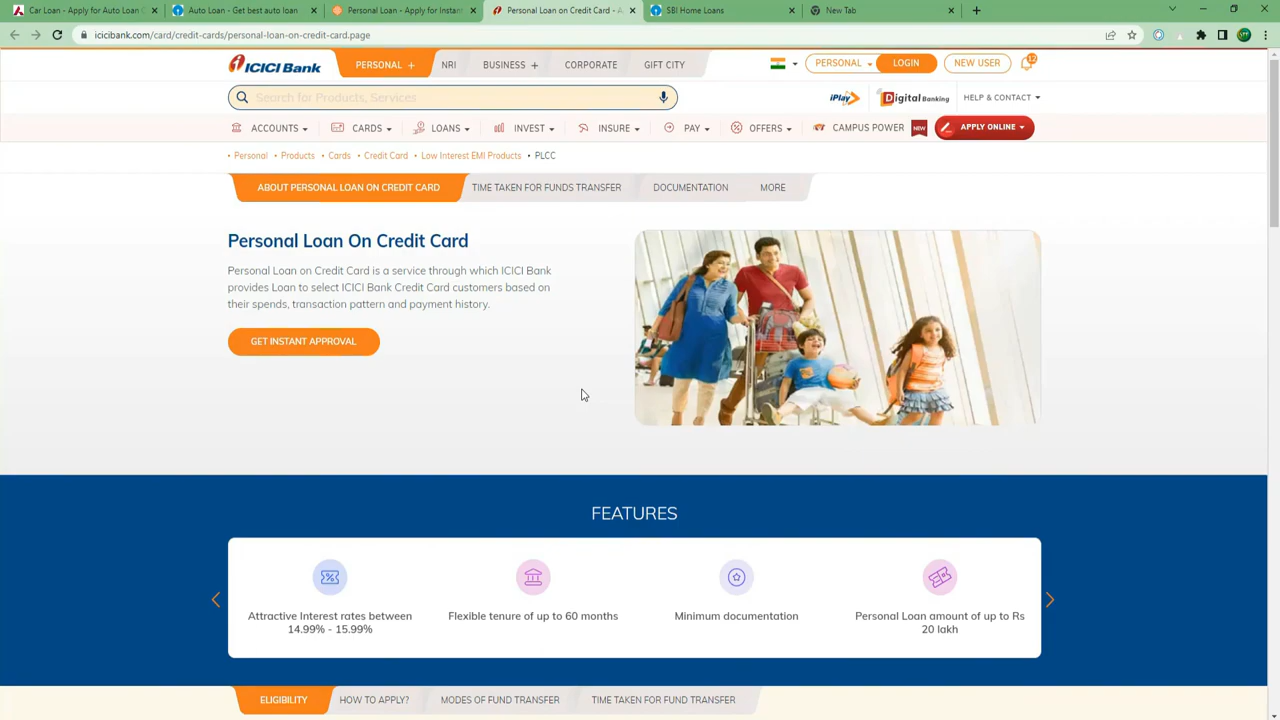 Car Loan - Apply for Auto Loan C
Auto Loan - Get best auto loan
Personal Loan - Apply for Instan
Personal Loan on Credit Card - A
SBI Home Loans
New Tab
icicibank.com/card/credit-cards/personal-loan-on-credit-card.page
ICICI Bank
PERSONAL +
NRI
BUSINESS +
CORPORATE
GIFT CITY
PERSONAL
LOGIN
NEW USER
12
Search for Products, Services
iPlay
Digital Banking
HELP & CONTACT
ACCOUNTS
CARDS
LOANS
INVEST
INSURE
PAY
OFFERS
CAMPUS POWER
NEW
APPLY ONLINE
• Personal • Products • Cards • Credit Card • Low Interest EMI Products • PLCC
ABOUT PERSONAL LOAN ON CREDIT CARD
TIME TAKEN FOR FUNDS TRANSFER
DOCUMENTATION
MORE
Personal Loan On Credit Card
Personal Loan on Credit Card is a service through which ICICI Bank
provides Loan to select ICICI Bank Credit Card customers based on
their spends, transaction pattern and payment history.
GET INSTANT APPROVAL
FEATURES
Attractive Interest rates between
14.99% - 15.99%
Flexible tenure of up to 60 months
Minimum documentation
Personal Loan amount of up to Rs
20 lakh
ELIGIBILITY
HOW TO APPLY?
MODES OF FUND TRANSFER
TIME TAKEN FOR FUND TRANSFER